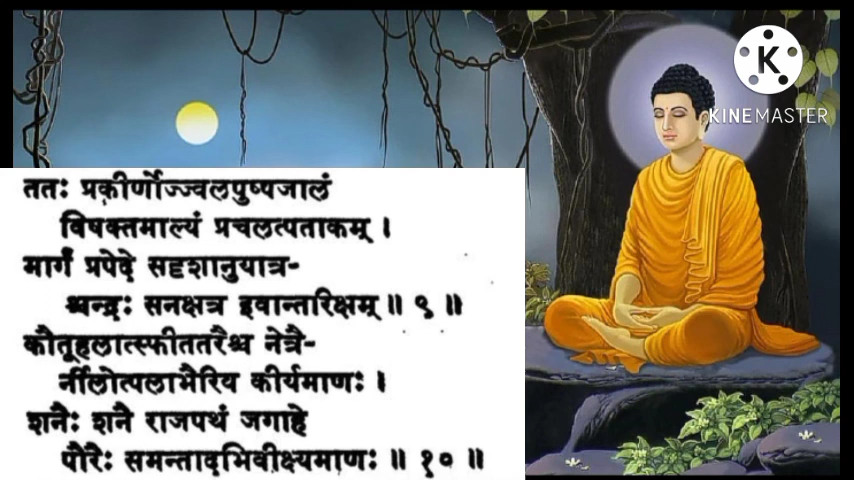 KINEMASTER
ततः प्रकीर्णोज्ज्वलपुष्पजालं
विषक्तमाल्यं प्रचलत्पताकम् ।
मार्गं प्रपेदे सदृशानुयात्र-
श्चन्द्रः सनक्षत्र इवान्तारिक्षम् ॥ ९ ॥
कौतूहलात्स्फीततरैश्च नेत्रै-
र्नीलोत्पलाभैरिव कीर्यमाणः ।
शनैः शनै राजपथं जगाहे
पौरैः समन्तादभिवीक्ष्यमाणः ॥ १० ॥